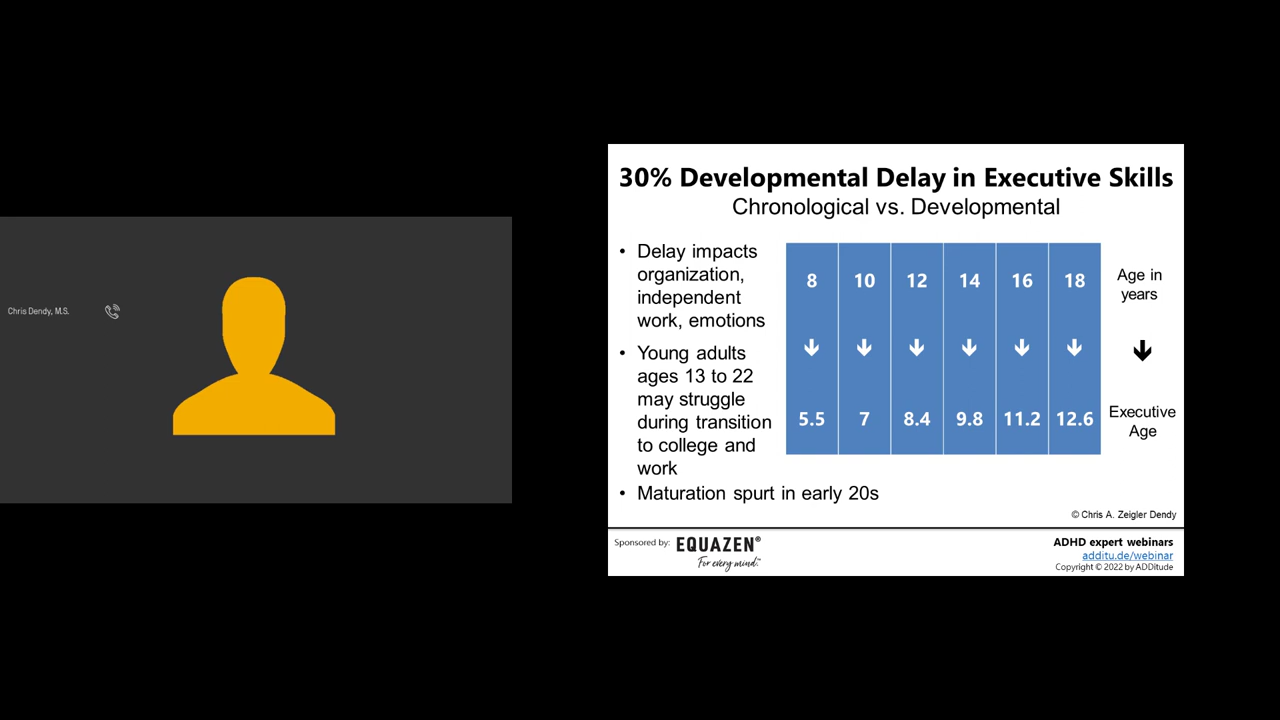 Chris Dendy, M.S.
30% Developmental Delay in Executive Skills
Chronological vs. Developmental
• Delay impacts
organization,
independent
work, emotions
• Young adults
ages 13 to 22
may struggle
during transition
to college and
work
• Maturation spurt in early 20s
8 10 12 14 16 18
Age in
years
5.5 7 8.4 9.8 11.2 12.6
Executive
Age
© Chris A. Zeigler Dendy
Sponsored by: EQUAZEN®
For every mind.™
ADHD expert webinars
additu.de/webinar
Copyright © 2022 by ADDitude